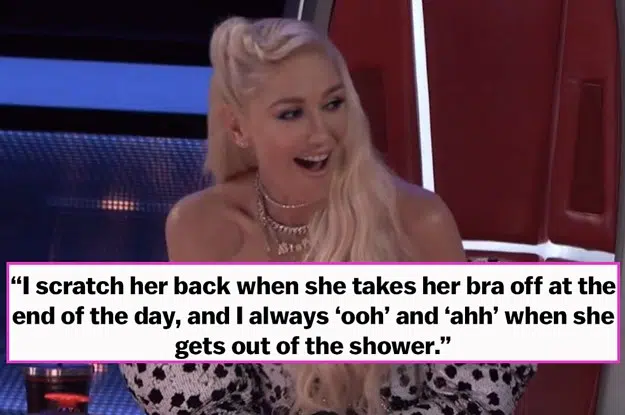 “I scratch her back when she takes her bra off at the
end of the day, and I always ‘ooh’ and ‘ahh’ when she
gets out of the shower.”